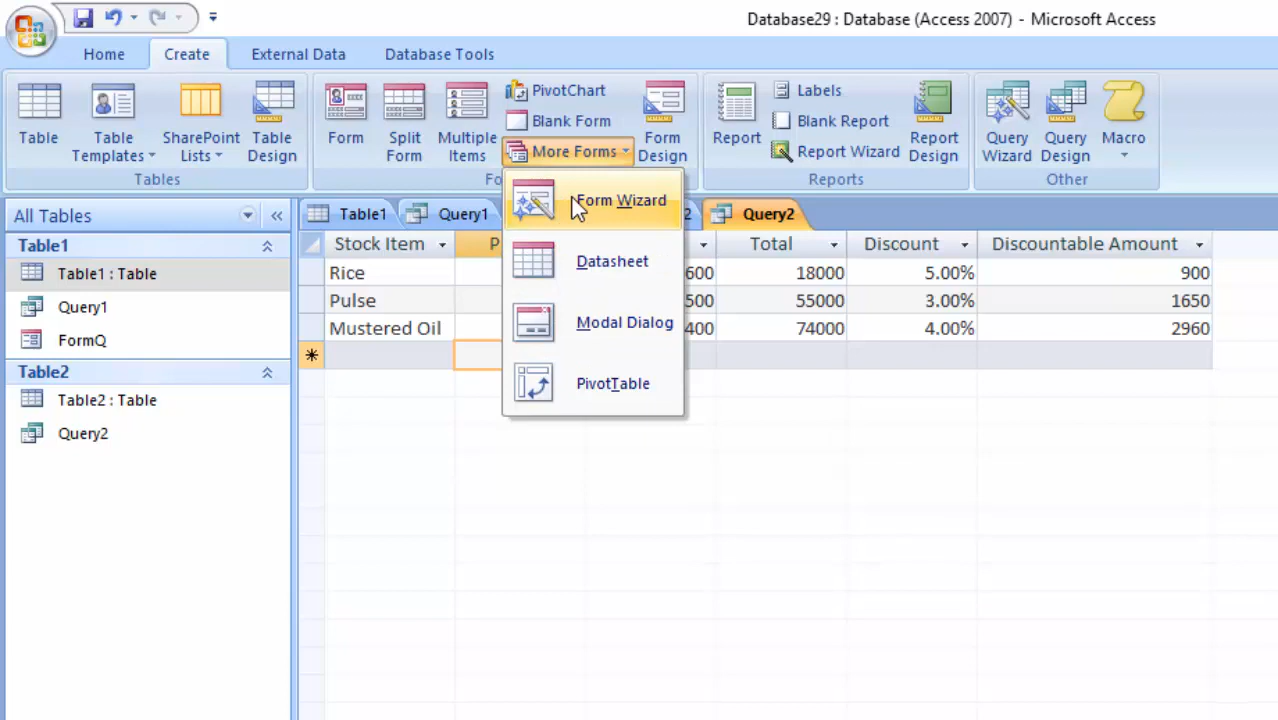 Database29 : Database (Access 2007) - Microsoft Access
Home Create External Data Database Tools
Table
Table Templates
SharePoint Lists
Table Design
Tables
Form
Split Form
Multiple Items
PivotChart
Blank Form
More Forms
Form Design
Fo
Report
Labels
Blank Report
Report Wizard
Report Design
Reports
Query Wizard
Query Design
Macro
Other
Form Wizard
Datasheet
Modal Dialog
PivotTable
All Tables
Table1
Table1 : Table
Query1
FormQ
Table2
Table2 : Table
Query2
Table1 Query1 2 Query2
Stock Item P Total Discount Discountable Amount
Rice 600 18000 5.00% 900
Pulse 500 55000 3.00% 1650
Mustered Oil 400 74000 4.00% 2960